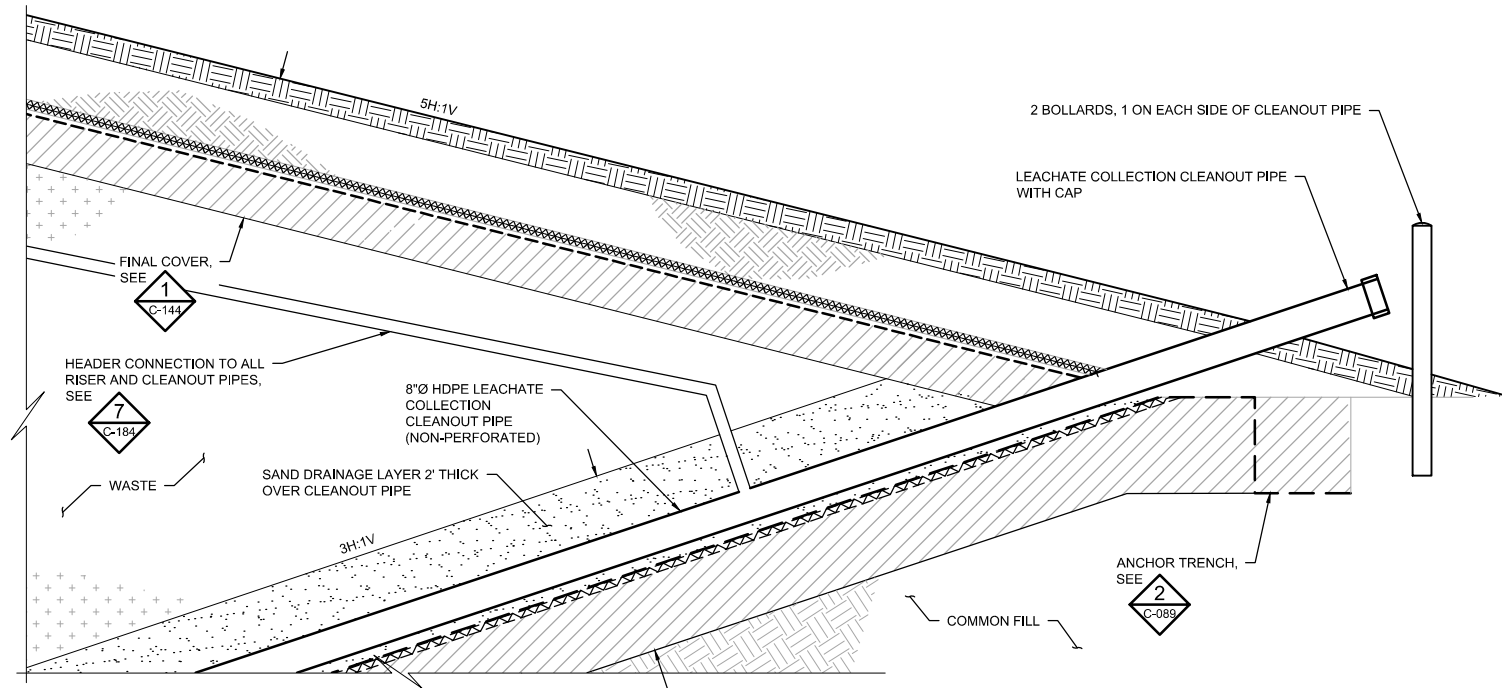 5H:1V
2 BOLLARDS, 1 ON EACH SIDE OF CLEANOUT PIPE
LEACHATE COLLECTION CLEANOUT PIPE
WITH CAP
FINAL COVER,
SEE
1
C-144
HEADER CONNECTION TO ALL
RISER AND CLEANOUT PIPES,
SEE
7
C-184
8"Ø HDPE LEACHATE
COLLECTION
CLEANOUT PIPE
(NON-PERFORATED)
WASTE
SAND DRAINAGE LAYER 2' THICK
OVER CLEANOUT PIPE
3H:1V
ANCHOR TRENCH,
SEE
2
C-089
COMMON FILL